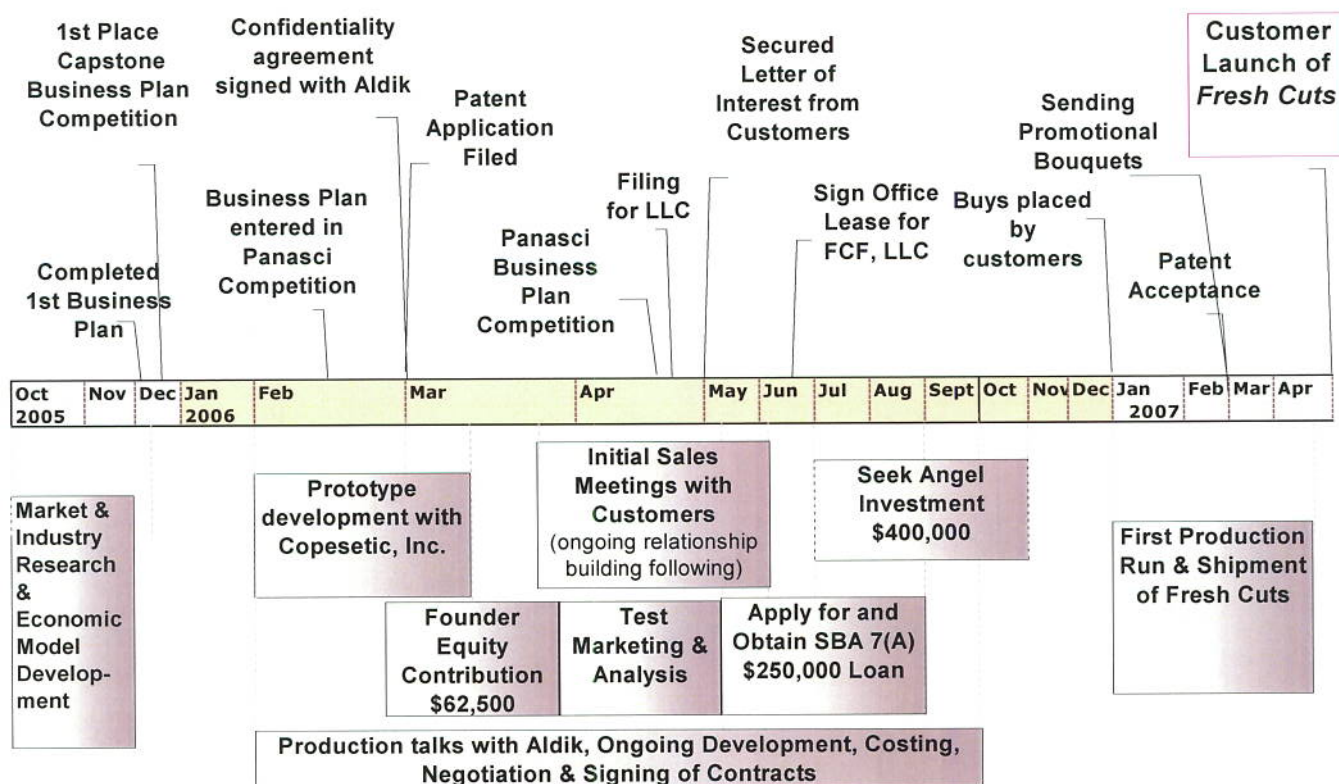 1st Place
Capstone
Business Plan
Competition
Confidentiality
agreement
signed with Aldik
Patent
Application
Filed
Business Plan
entered in
Panasci
Competition
Completed
1st Business
Plan
Secured
Letter of
Interest from
Customers
Filing
for LLC
Panasci
Business
Plan
Competition
Sign Office
Lease for
FCF, LLC
Sending
Promotional
Bouquets
Buys placed
by
customers
Patent
Acceptance
Customer
Launch of
Fresh Cuts
Oct Nov Dec Jan Feb Mar Apr May Jun Jul Aug Sept Oct Nov Dec Jan Feb Mar Apr
2005 2006 2007
Market &
Industry
Research
&
Economic
Model
Develop-
ment
Prototype
development with
Copesetic, Inc.
Initial Sales
Meetings with
Customers
(ongoing relationship
building following)
Seek Angel
Investment
$400,000
First Production
Run & Shipment
of Fresh Cuts
Founder
Equity
Contribution
$62,500
Test
Marketing &
Analysis
Apply for and
Obtain SBA 7(A)
$250,000 Loan
Production talks with Aldik, Ongoing Development, Costing,
Negotiation & Signing of Contracts